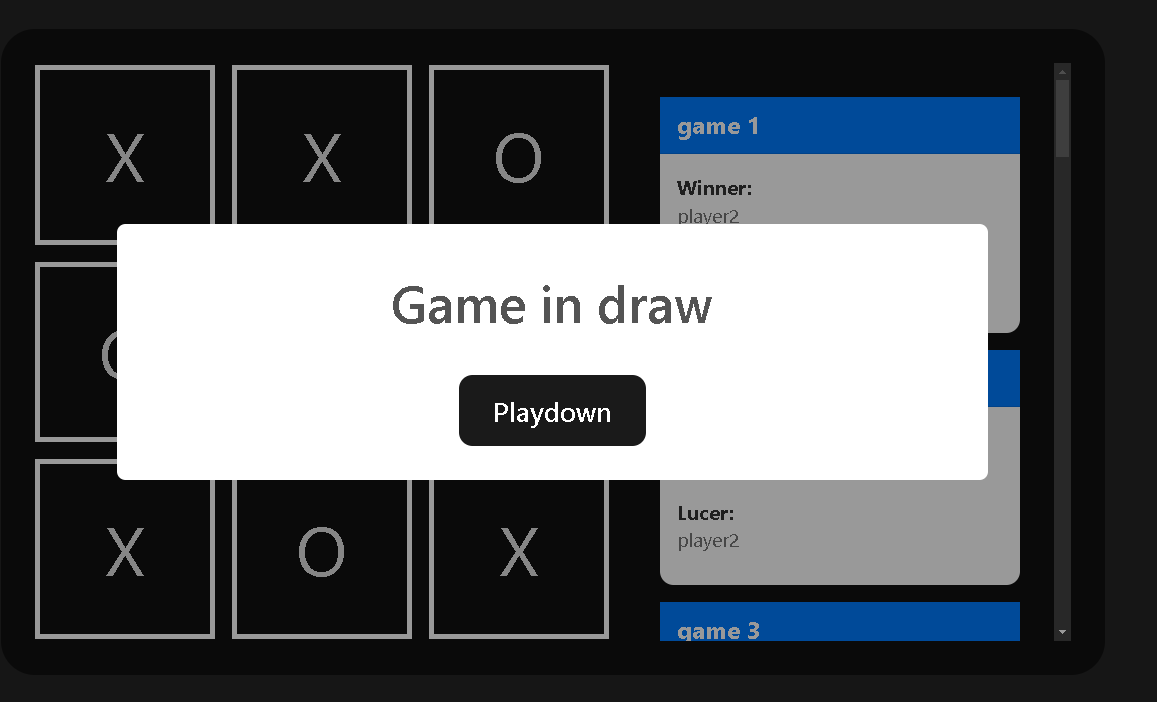 X X O
game 1
Winner:
player2
Game in draw
Playdown
X O X
Lucer:
player2
game 3